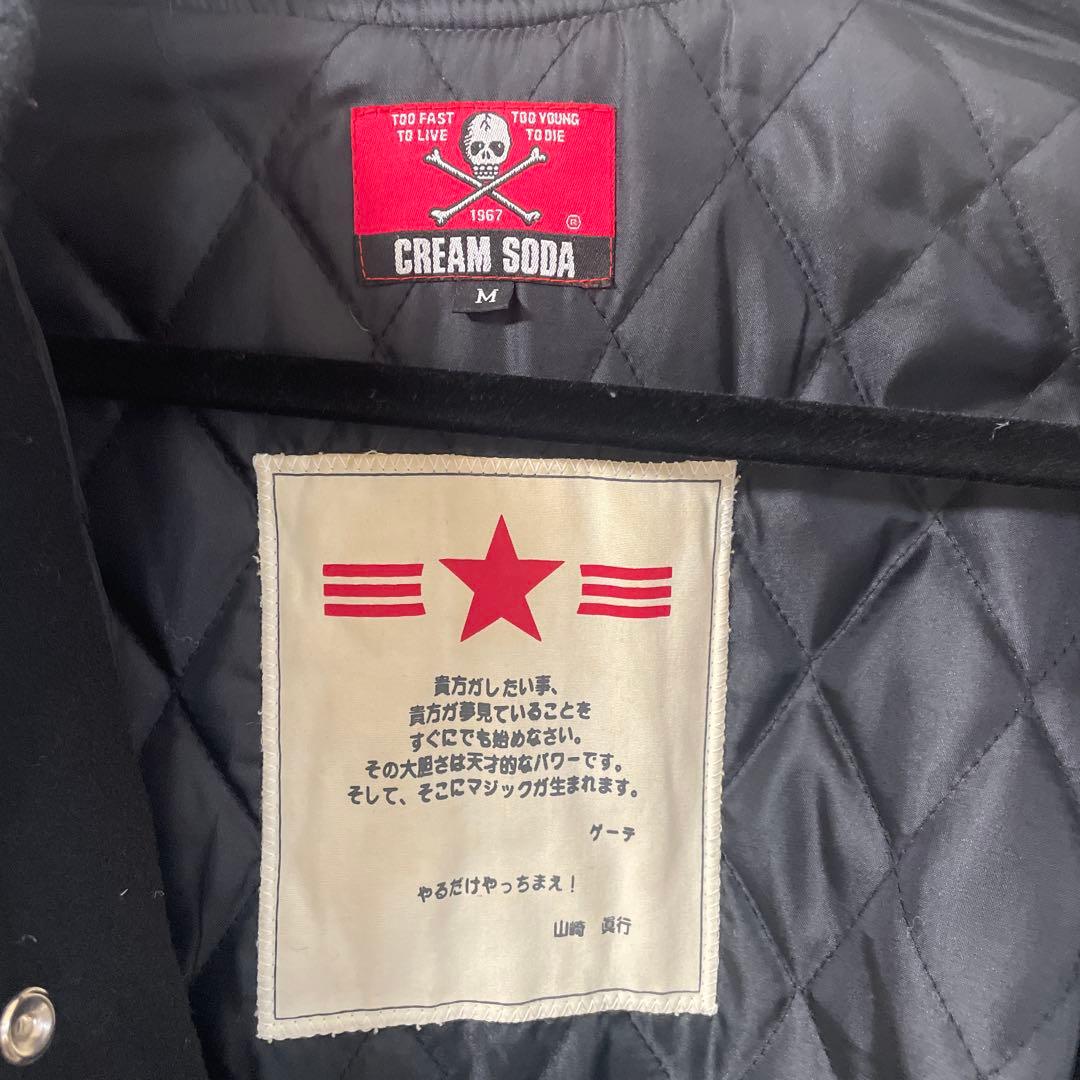 TOO FAST TOO YOUNG
TO LIVE TO DIE
1967
®
CREAM SODA
M
貴方がしたい事、
貴方が夢見ていることを
すぐにでも始めなさい。
その大胆さは天才的なパワーです。
そして、そこにマジックが生まれます。
ゲーテ
やるだけやっちまえ！
山崎 眞行